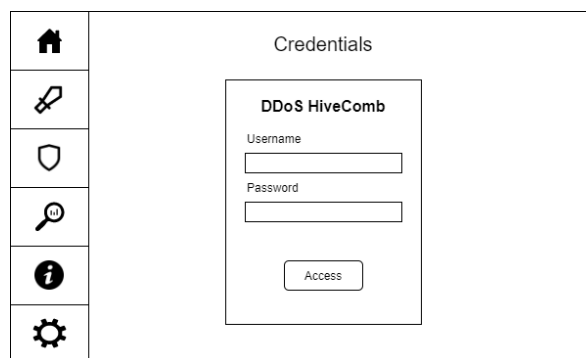 Credentials
DDoS HiveComb
Username
Password
Access